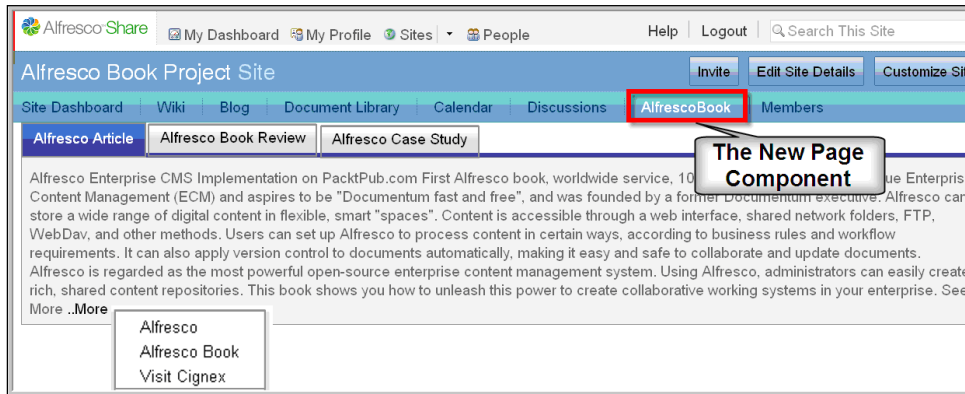 Alfresco Share My Dashboard My Profile Sites People Help Logout Search This Site
Alfresco Book Project Site Invite Edit Site Details Customize Si
Site Dashboard Wiki Blog Document Library Calendar Discussions AlfrescoBook Members
Alfresco Article Alfresco Book Review Alfresco Case Study
The New Page
Component
Alfresco Enterprise CMS Implementation on PacktPub.com First Alfresco book, worldwide service, 10 ue Enterpris
Content Management (ECM) and aspires to be "Documentum fast and free", and was founded by a former Documentum executive. Alfresco can
store a wide range of digital content in flexible, smart "spaces". Content is accessible through a web interface, shared network folders, FTP,
WebDav, and other methods. Users can set up Alfresco to process content in certain ways, according to business rules and workflow
requirements. It can also apply version control to documents automatically, making it easy and safe to collaborate and update documents.
Alfresco is regarded as the most powerful open-source enterprise content management system. Using Alfresco, administrators can easily create
rich, shared content repositories. This book shows you how to unleash this power to create collaborative working systems in your enterprise. See
More ..More
Alfresco
Alfresco Book
Visit Cignex